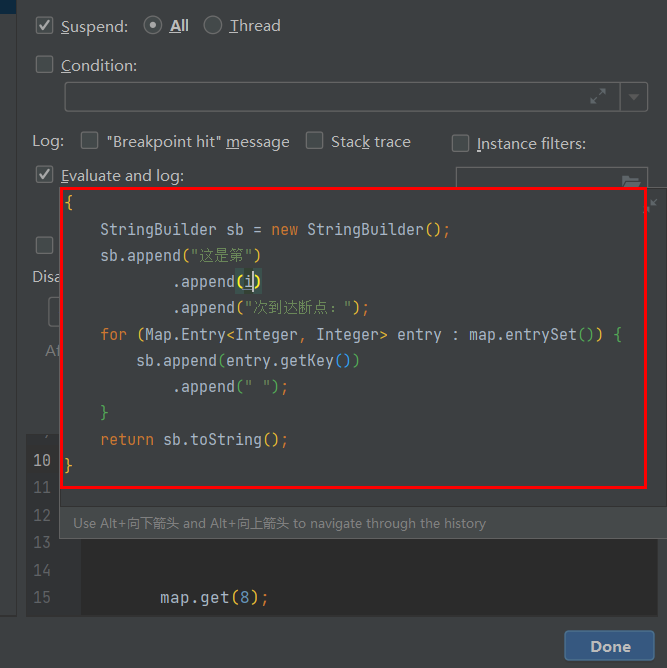 Suspend: All Thread
Condition:
Log: "Breakpoint hit" message Stack trace Instance filters:
Evaluate and log:
{
StringBuilder sb = new StringBuilder();
sb.append("这是第")
.append(i)
.append("次到达断点：");
for (Map.Entry<Integer, Integer> entry : map.entrySet()) {
sb.append(entry.getKey())
.append(" ");
}
return sb.toString();
}
Disa
Af
10
11
12
13
14
15 map.get(8);
Use Alt+向下箭头 and Alt+向上箭头 to navigate through the history
Done